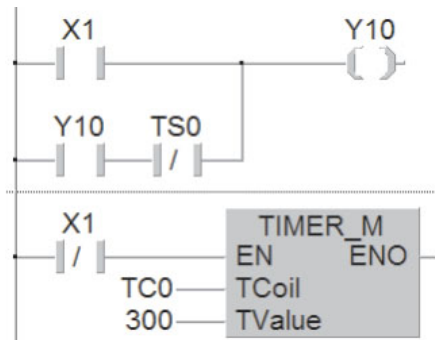 X1 Y10
Y10 TS0
X1 TIMER_M
EN ENO
TC0 TCoil
300 TValue